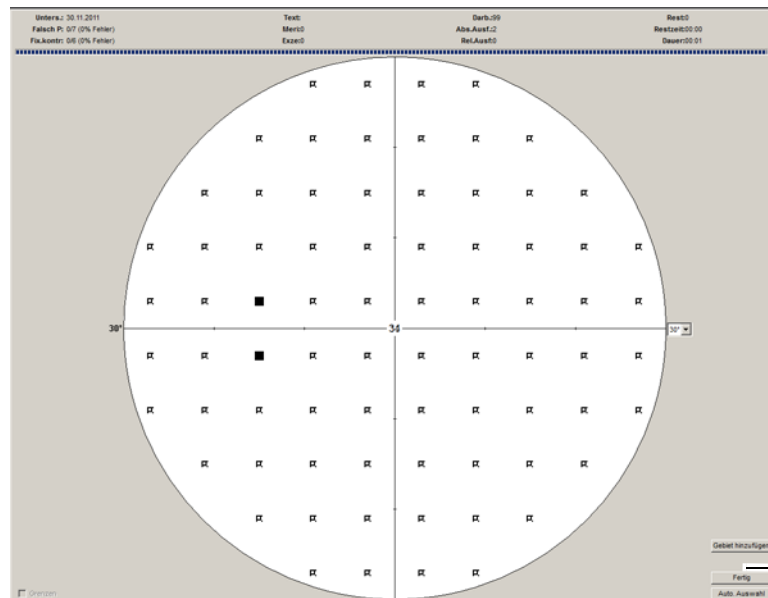 Unters.: 30.11.2011 Text: Darb.:99 Rest:0
Falsch P: 0/7 (0% Fehler) Meri:0 Abs.Ausf.:2 Restzeit:00:00
Fix.kontr: 0/6 (0% Fehler) Exze:0 Rel.Ausf:0 Dauer:00:01
30° 34 30°
Gebiet hinzufügen
Fertig
Grenzen Auto. Auswahl